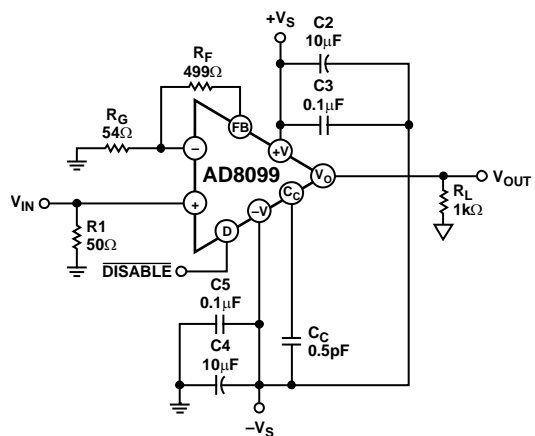 +VS
C2
10µF
RF
499Ω
C3
0.1µF
RG
54Ω
FB
+V
–
AD8099
VO
VOUT
CC
VIN
+
RL
1kΩ
–V
R1
50Ω
D
DISABLE
C5
0.1µF
CC
0.5pF
C4
10µF
–VS